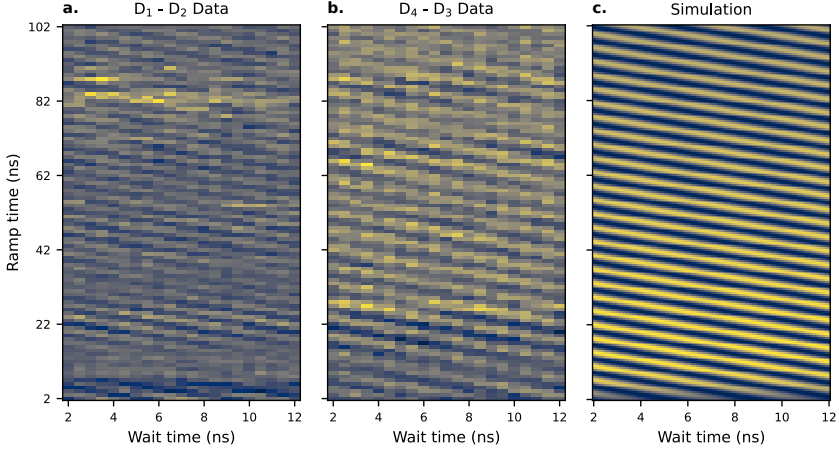 a. D₁ - D₂ Data
b. D₄ - D₃ Data
c. Simulation
Ramp time (ns)
102
82
62
42
22
2
2 4 6 8 10 12
2 4 6 8 10 12
2 4 6 8 10 12
Wait time (ns)
Wait time (ns)
Wait time (ns)